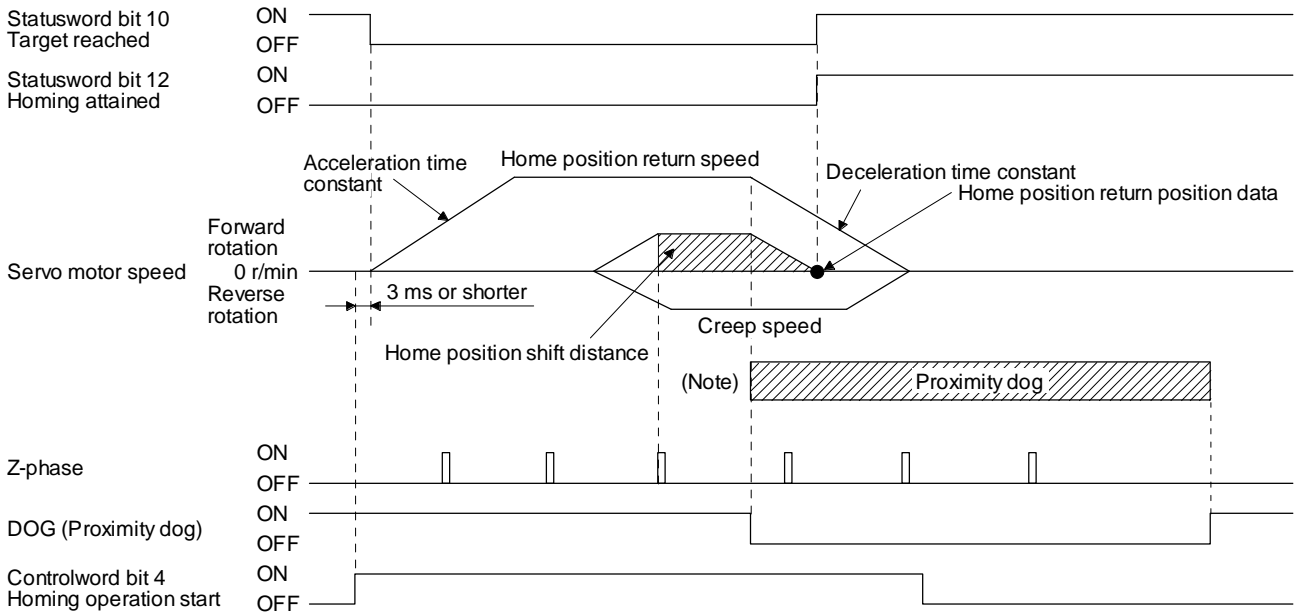 Statusword bit 10
Target reached
ON
OFF
Statusword bit 12
Homing attained
ON
OFF
Acceleration time
constant
Home position return speed
Deceleration time constant
Home position return position data
Forward
rotation
Servo motor speed
0 r/min
Reverse
rotation
3 ms or shorter
Creep speed
Home position shift distance
(Note)
Proximity dog
Z-phase
ON
OFF
DOG (Proximity dog)
ON
OFF
Controlword bit 4
Homing operation start
ON
OFF